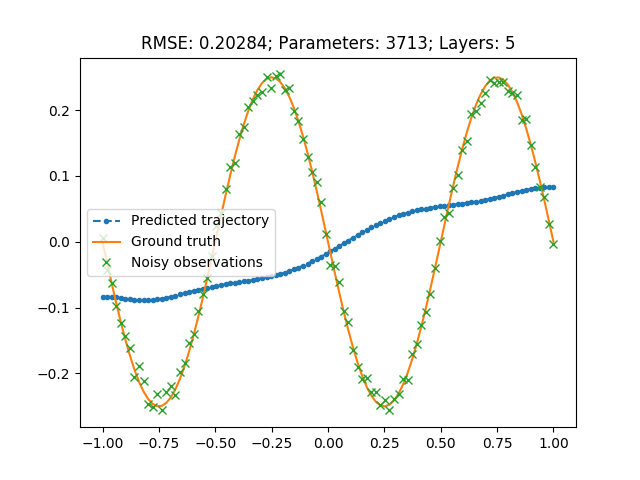 RMSE: 0.20284; Parameters: 3713; Layers: 5
0.2
0.1
0.0
−0.1
−0.2
Predicted trajectory
Ground truth
Noisy observations
−1.00 −0.75 −0.50 −0.25 0.00 0.25 0.50 0.75 1.00